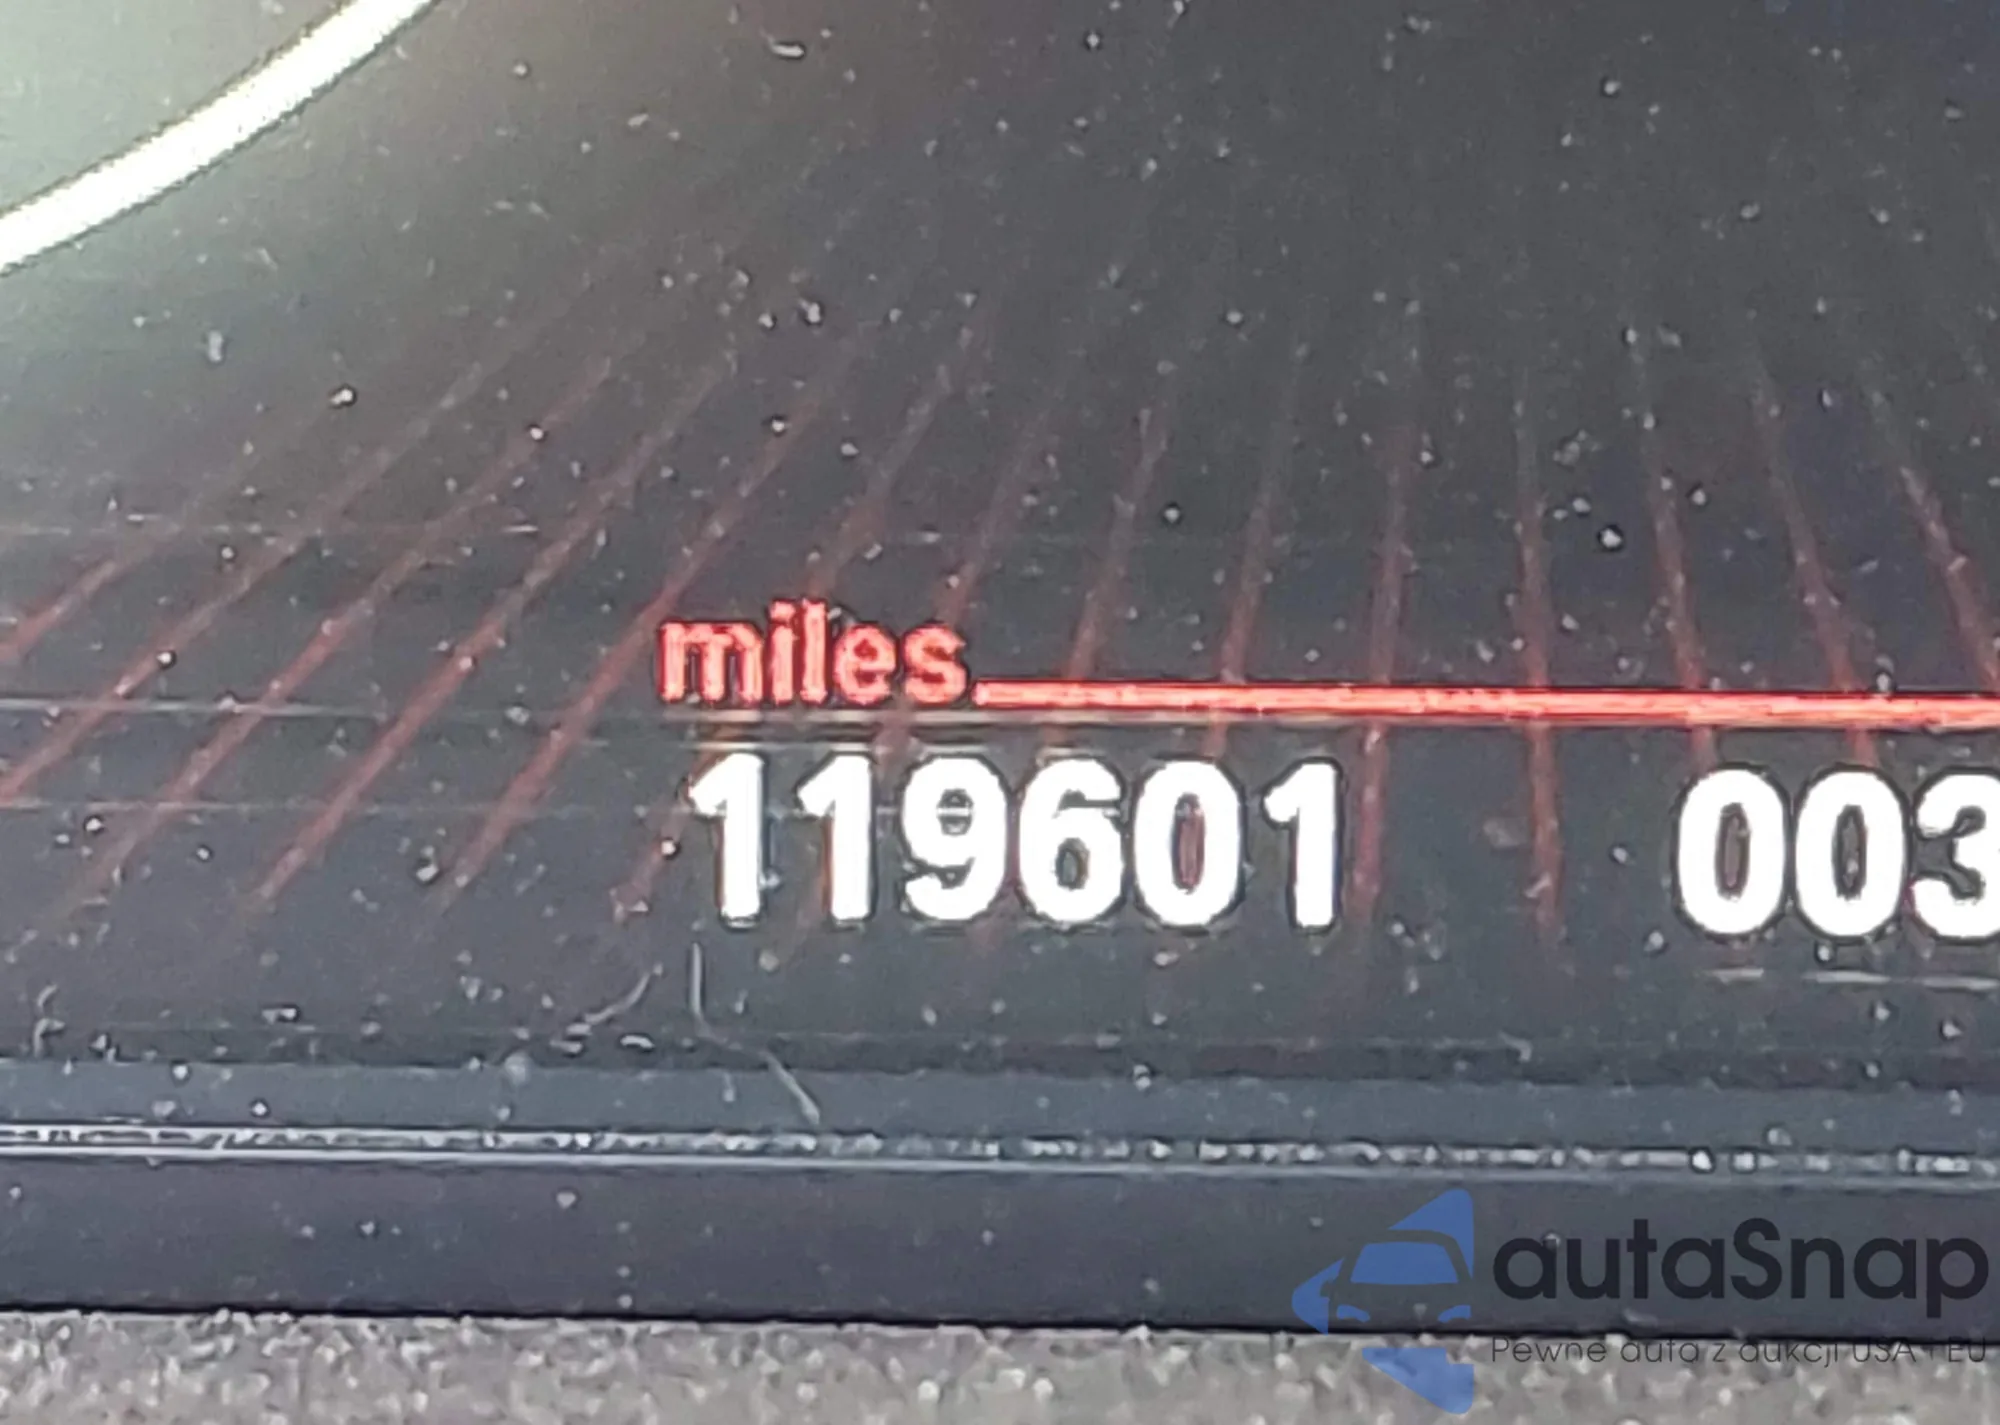 miles
119601 003
autaSnap
Pewne auta z aukcji USA i EU